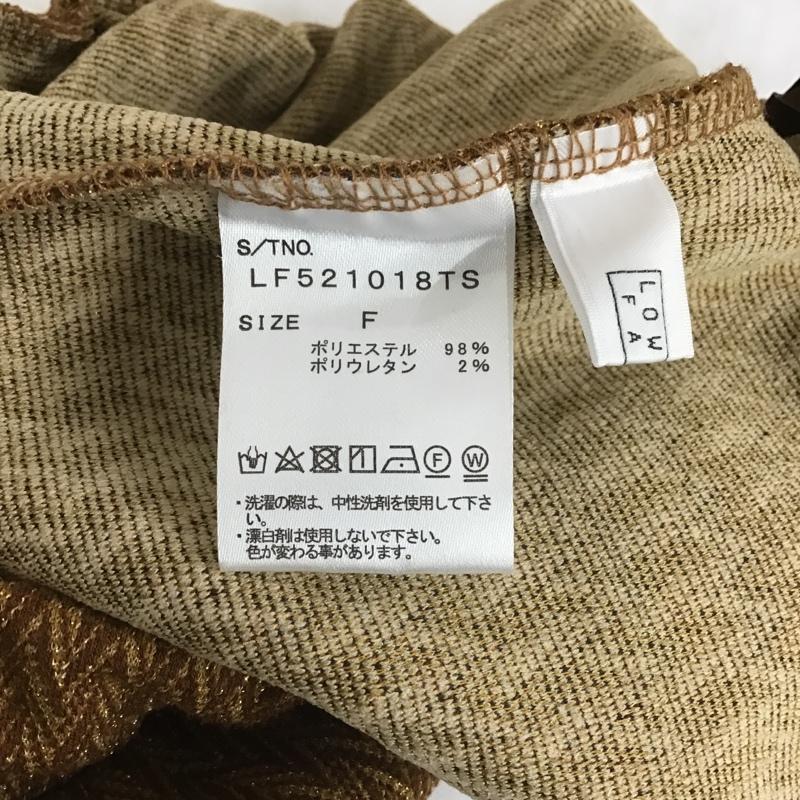 S/TNO.
LF521018TS
SIZE F
ポリエステル 98%
ポリウレタン 2%
F W
・洗濯の際は、中性洗剤を使用して下さ
い。
・漂白剤は使用しないで下さい。
色が変わる事があります。
LOW
FA